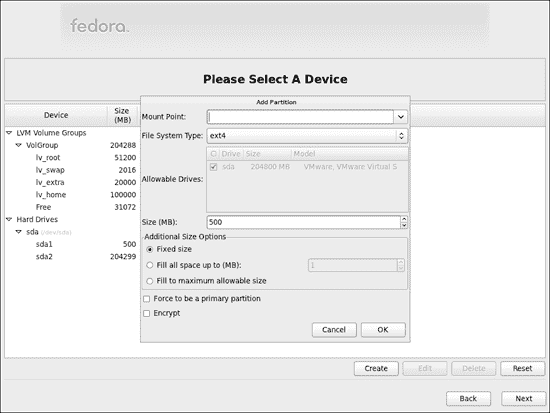 fedora.
Please Select A Device
Device
Size (MB)
LVM Volume Groups
VolGroup 204288
lv_root 51200
lv_swap 2016
lv_extra 20000
lv_home 100000
Free 31072
Hard Drives
sda (/dev/sda)
sda1 500
sda2 204299
Add Partition
Mount Point:
File System Type: ext4
Allowable Drives:
Drive Size Model
sda 204800 MB VMware, VMware Virtual S
Size (MB): 500
Additional Size Options
Fixed size
Fill all space up to (MB): 1
Fill to maximum allowable size
Force to be a primary partition
Encrypt
Cancel OK
Create Edit Delete Reset
Back Next